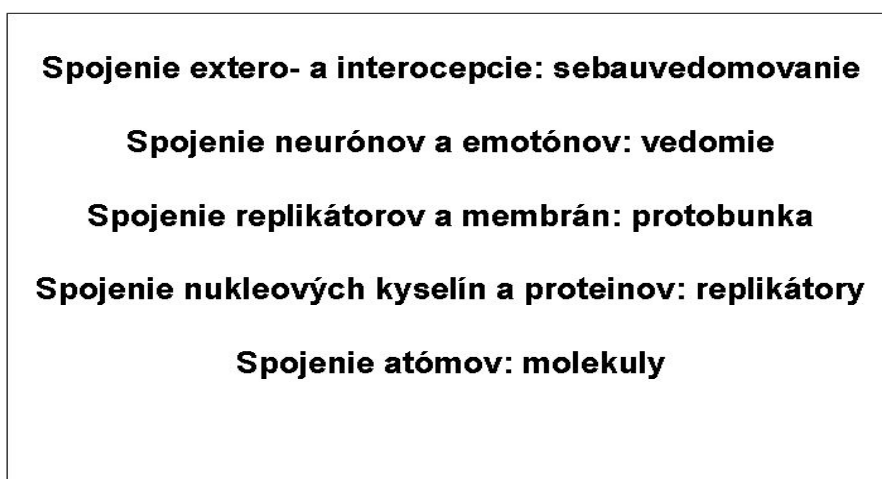 Spojenie extero- a interocepcie: sebauvedomovanie
Spojenie neurónov a emotónov: vedomie
Spojenie replikátorov a membrán: protobunka
Spojenie nukleových kyselín a proteinov: replikátory
Spojenie atómov: molekuly